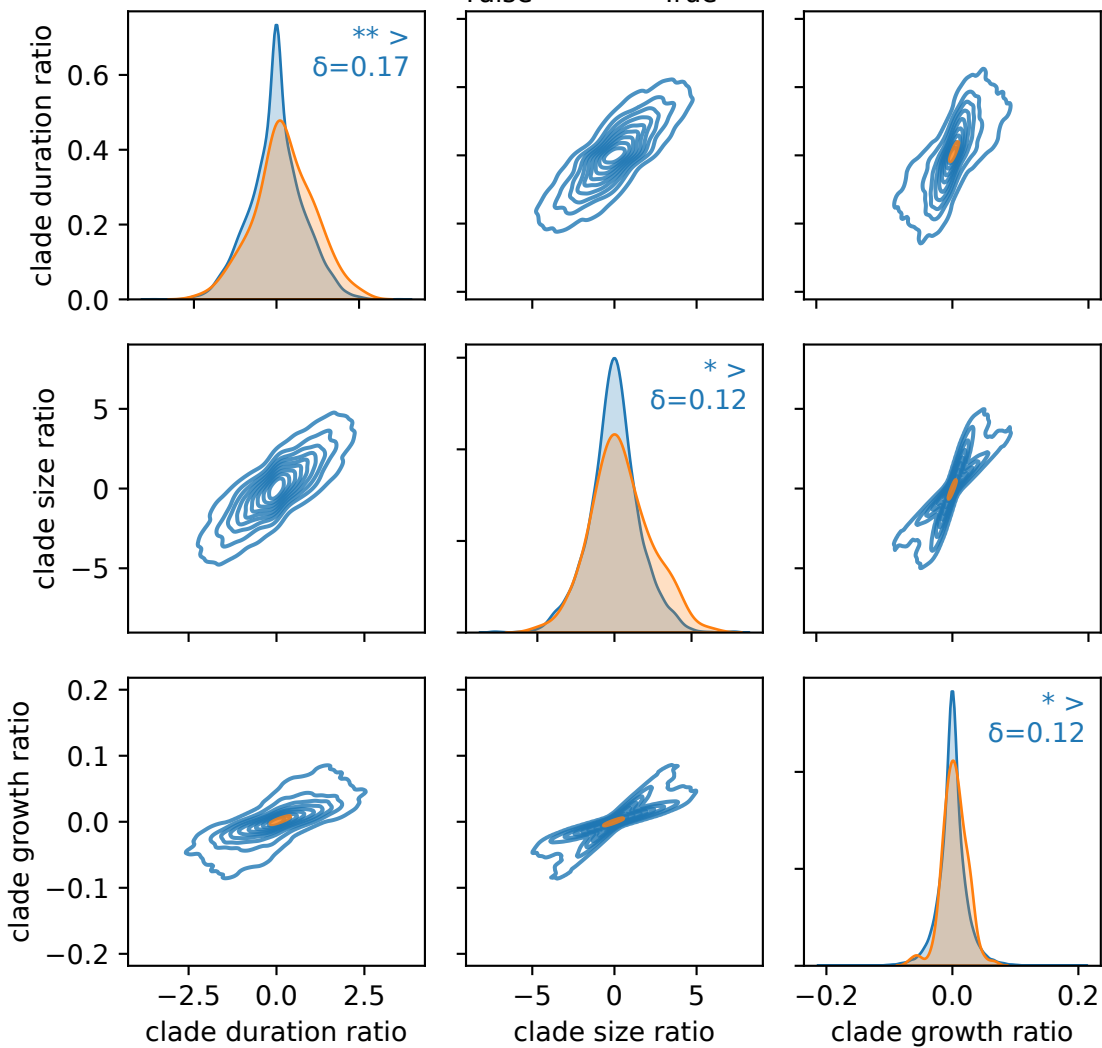 clade duration ratio
0.6
0.4
0.2
0.0
** >
δ=0.17
clade size ratio
5
0
−5
* >
δ=0.12
clade growth ratio
0.2
0.1
0.0
−0.1
−0.2
* >
δ=0.12
−2.5 0.0 2.5
clade duration ratio
−5 0 5
clade size ratio
−0.2 0.0 0.2
clade growth ratio